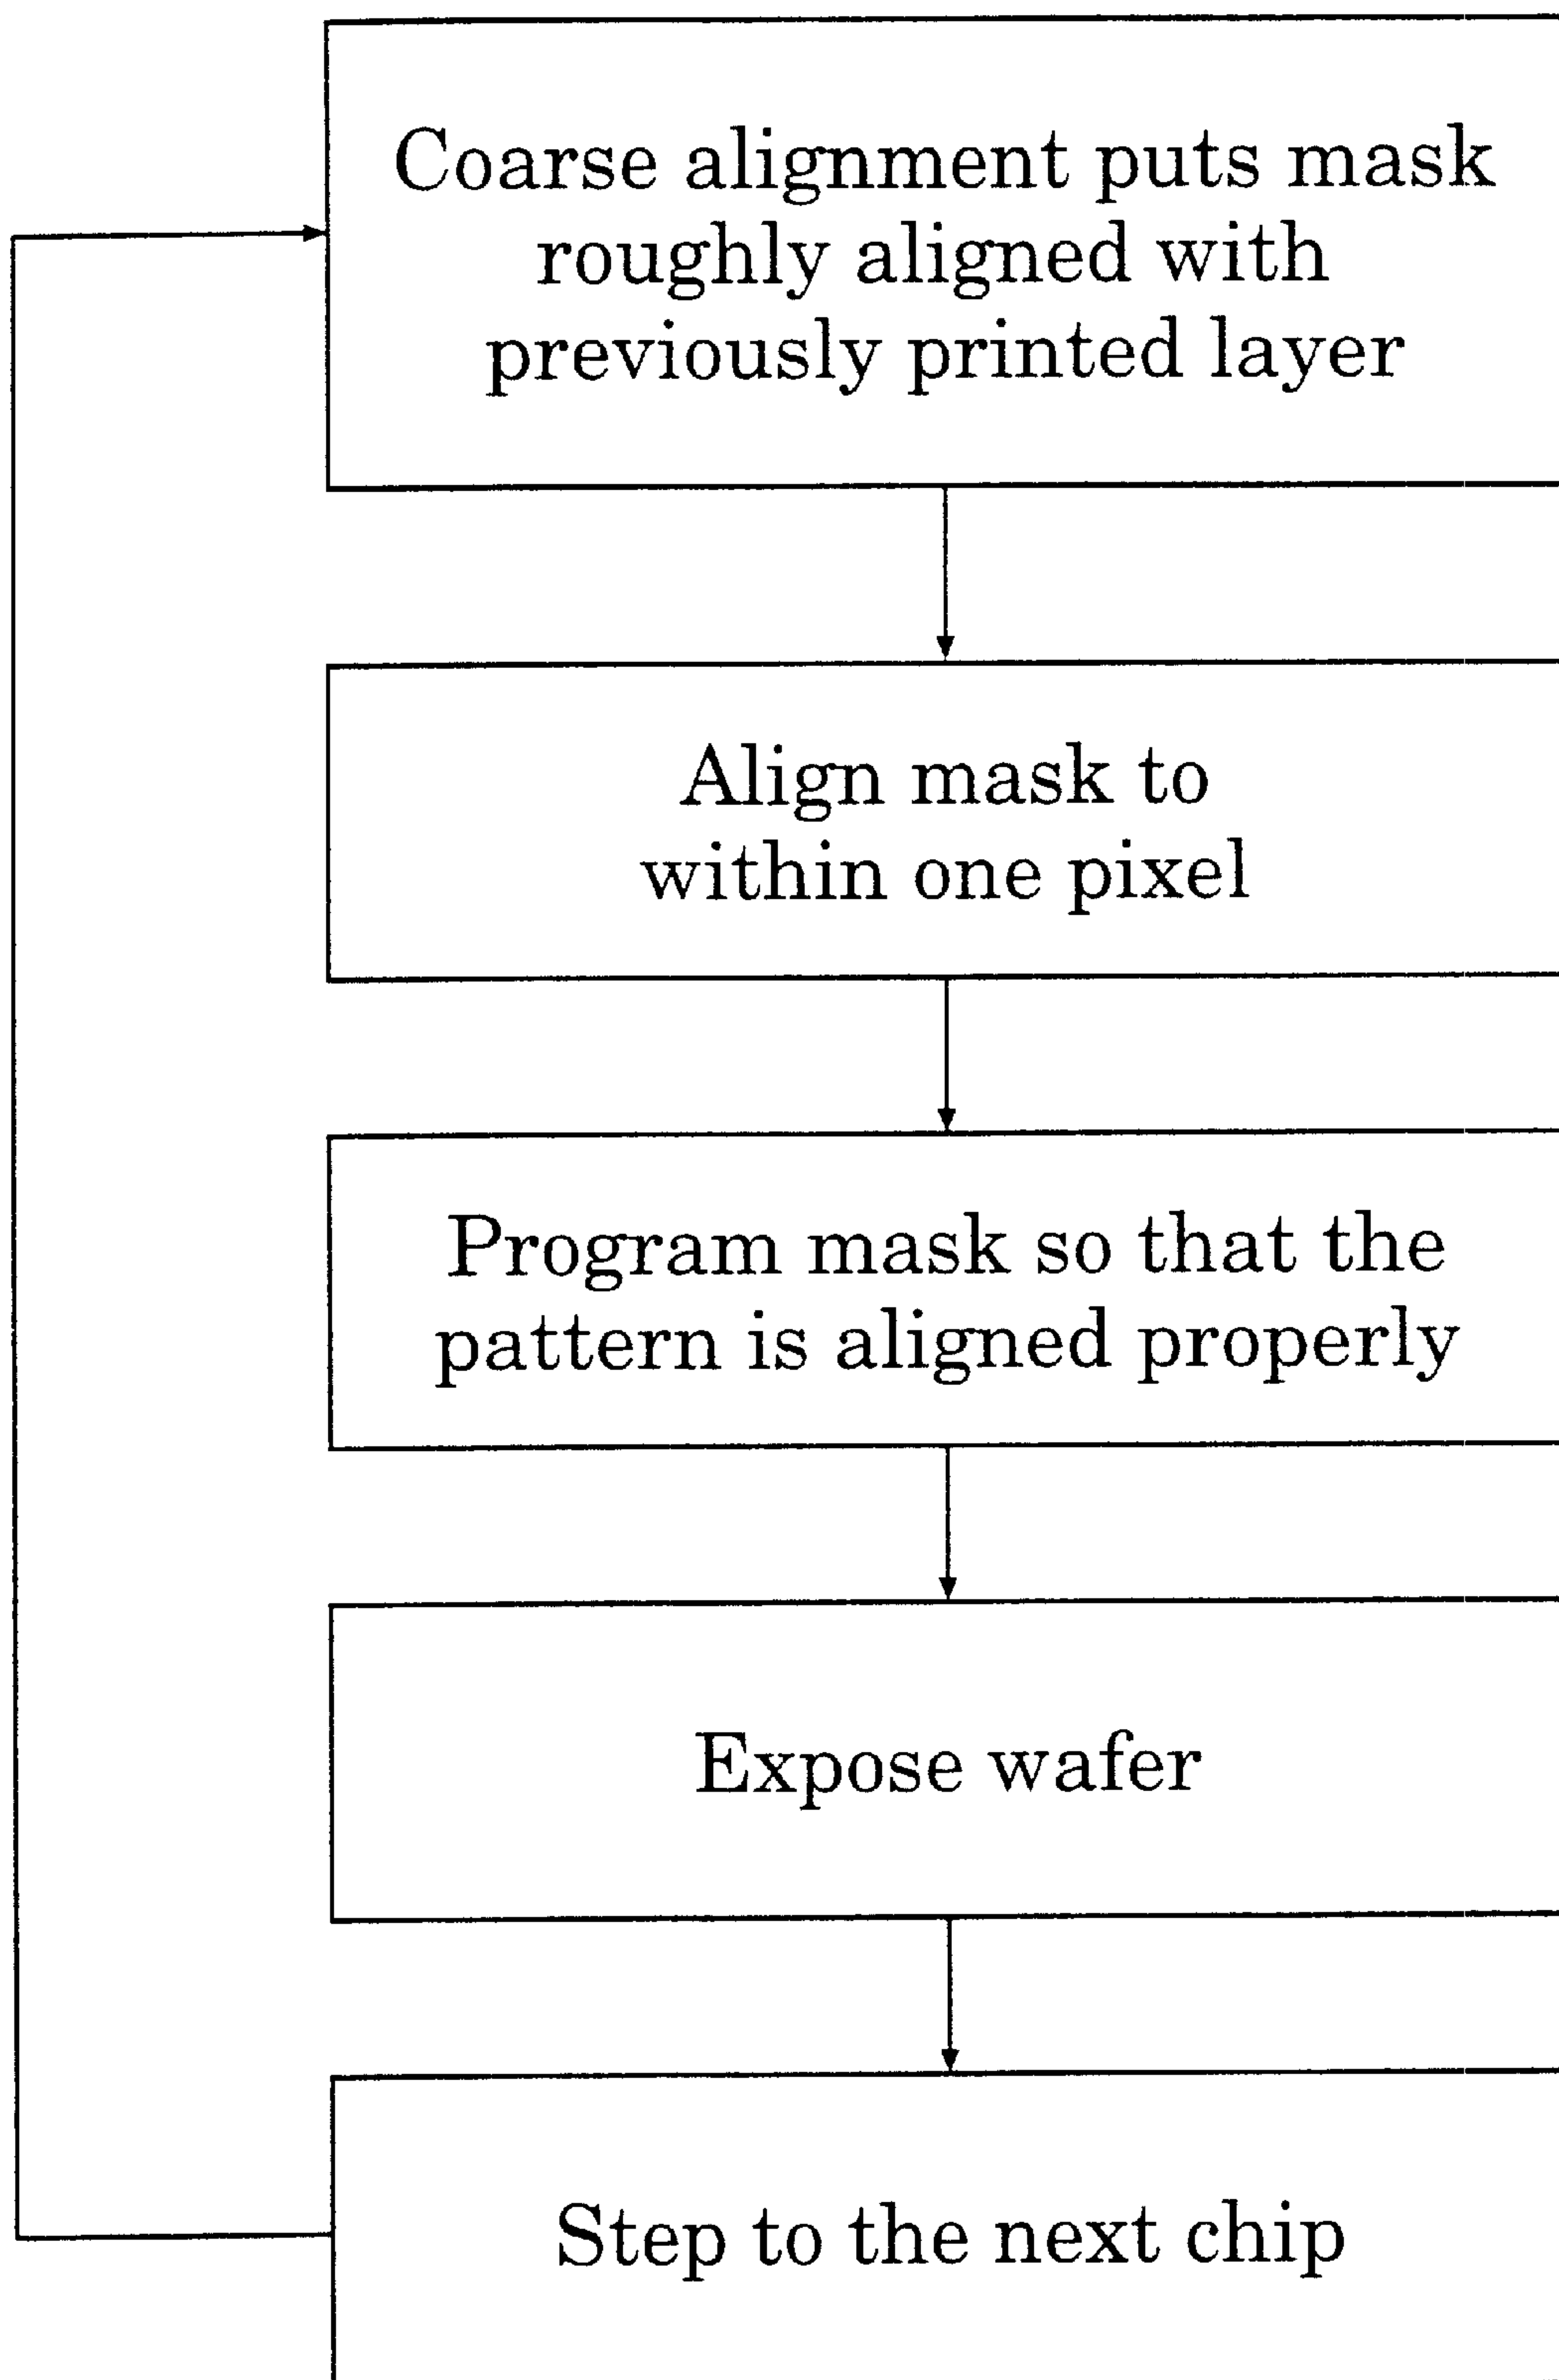 Coarse alignment puts mask
roughly aligned with
previously printed layer
Align mask to
within one pixel
Program mask so that the
pattern is aligned properly
Expose wafer
Step to the next chip